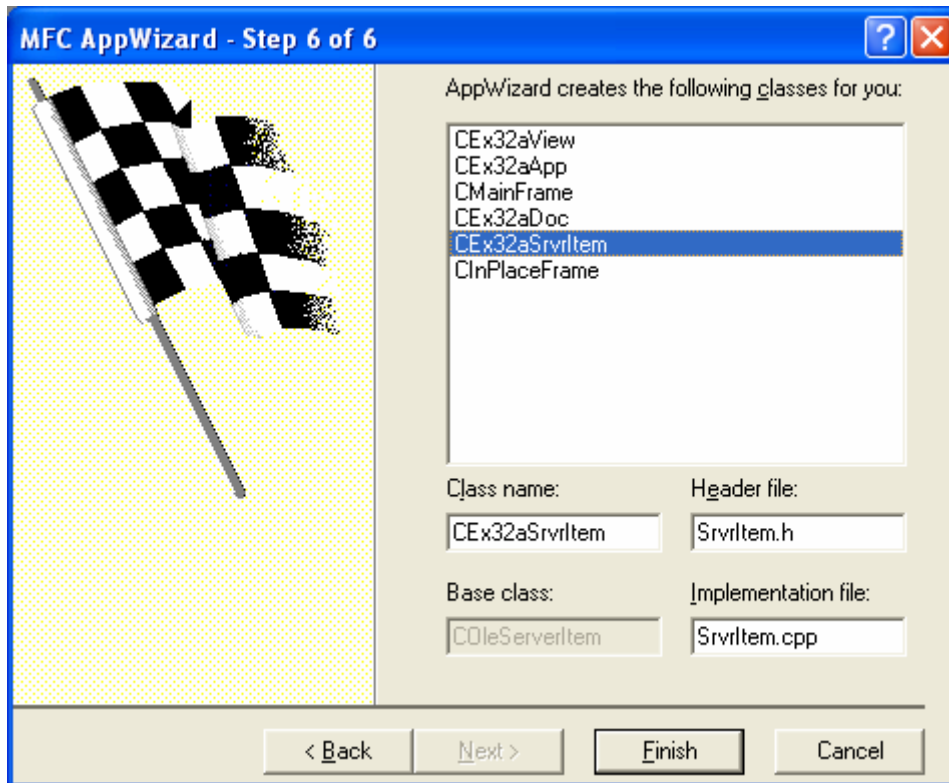 MFC AppWizard - Step 6 of 6
AppWizard creates the following classes for you:
CEx32aView
CEx32aApp
CMainFrame
CEx32aDoc
CEx32aSrvrItem
CInPlaceFrame
Class name:
Header file:
CEx32aSrvrItem
SrvrItem.h
Base class:
Implementation file:
COleServerItem
SrvrItem.cpp
< Back
Next >
Finish
Cancel